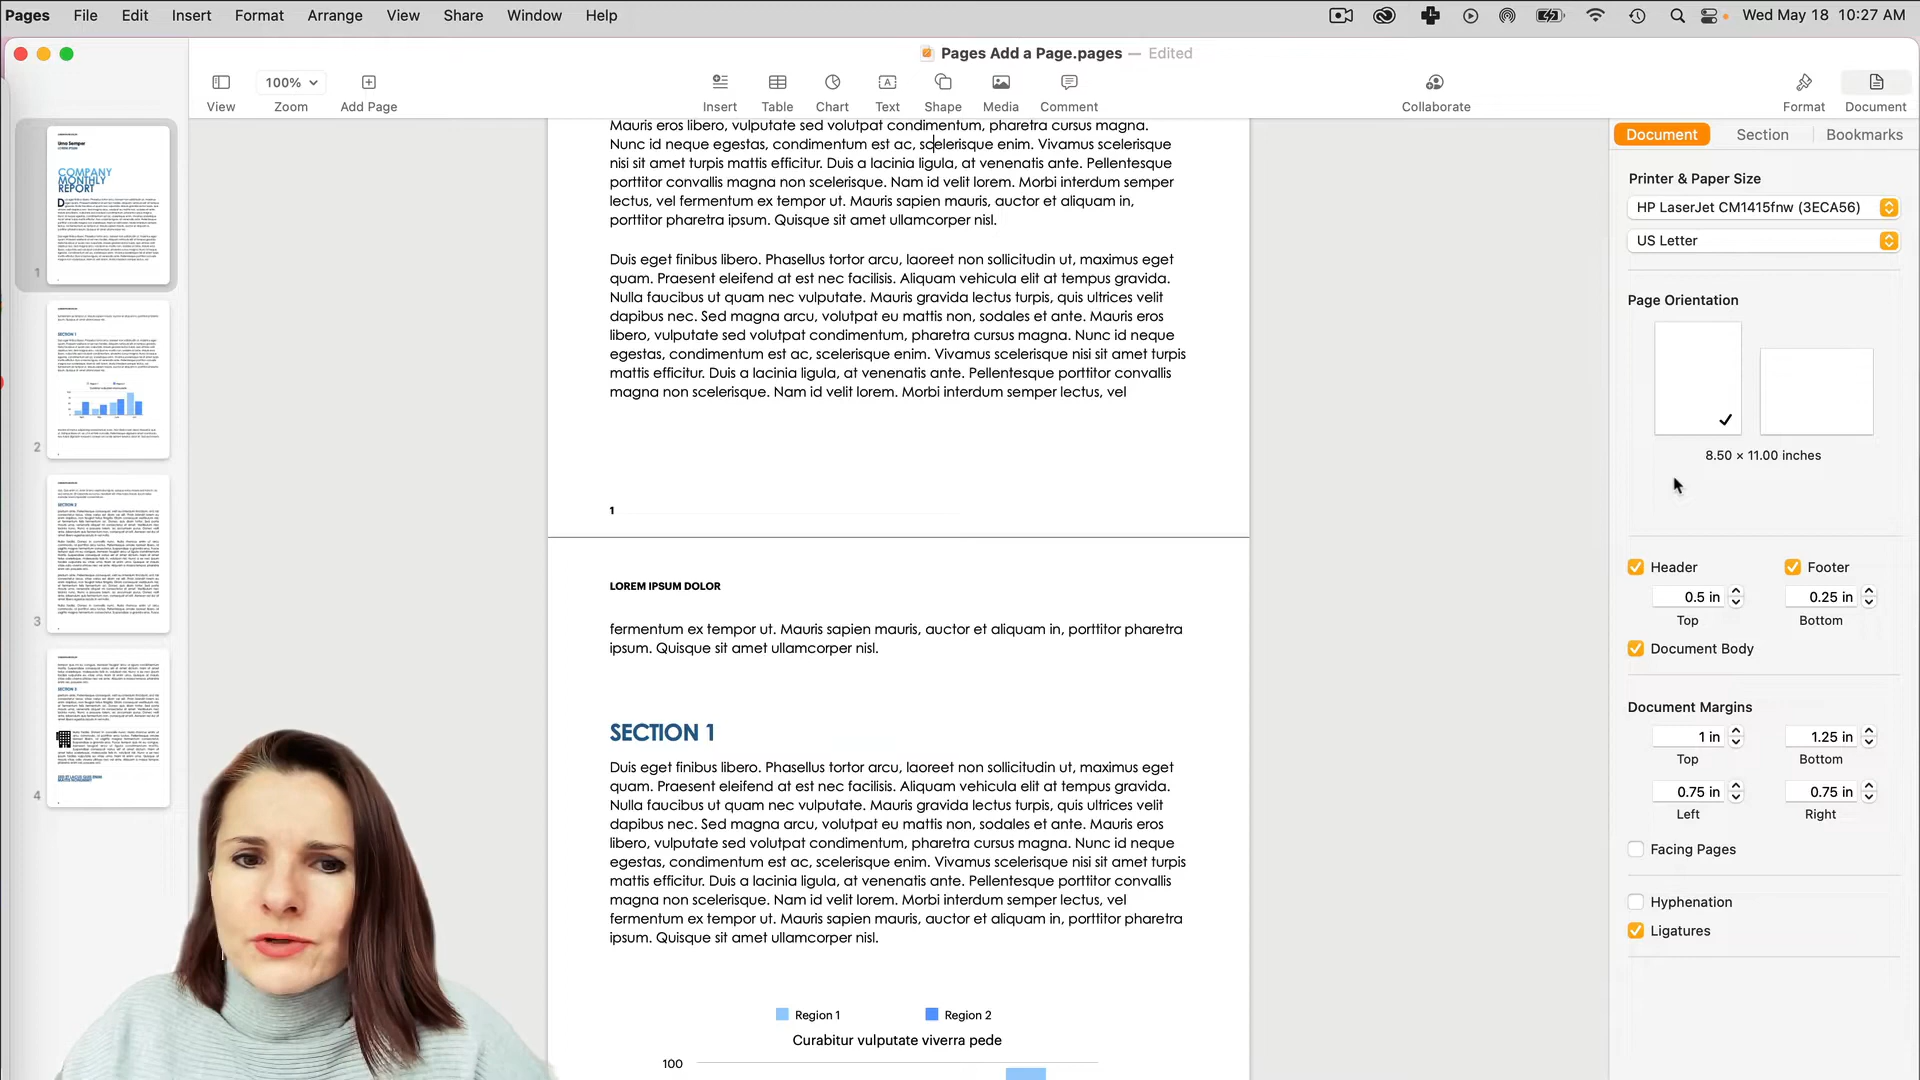 Pages File Edit Insert Format Arrange View Share Window Help Wed May 18 10:27 AM
Pages Add a Page.pages — Edited
100%
View Zoom Add Page Insert Table Chart Text Shape Media Comment Collaborate Format Document
COMPANY
MONTHLY
REPORT
1
SECTION 1
2
SECTION 2
3
SECTION 3
4
Mauris eros libero, vulputate sed volutpat condimentum, pharetra cursus magna.
Nunc id neque egestas, condimentum est ac, scelerisque enim. Vivamus scelerisque
nisi sit amet turpis mattis efficitur. Duis a lacinia ligula, at venenatis ante. Pellentesque
porttitor convallis magna non scelerisque. Nam id velit lorem. Morbi interdum semper
lectus, vel fermentum ex tempor ut. Mauris sapien mauris, auctor et aliquam in,
porttitor pharetra ipsum. Quisque sit amet ullamcorper nisl.
Duis eget finibus libero. Phasellus tortor arcu, laoreet non sollicitudin ut, maximus eget
quam. Praesent eleifend at est nec facilisis. Aliquam vehicula elit at tempus gravida.
Nulla faucibus ut quam nec vulputate. Mauris gravida lectus turpis, quis ultrices velit
dapibus nec. Sed magna arcu, volutpat eu mattis non, sodales et ante. Mauris eros
libero, vulputate sed volutpat condimentum, pharetra cursus magna. Nunc id neque
egestas, condimentum est ac, scelerisque enim. Vivamus scelerisque nisi sit amet turpis
mattis efficitur. Duis a lacinia ligula, at venenatis ante. Pellentesque porttitor convallis
magna non scelerisque. Nam id velit lorem. Morbi interdum semper lectus, vel
1
LOREM IPSUM DOLOR
fermentum ex tempor ut. Mauris sapien mauris, auctor et aliquam in, porttitor pharetra
ipsum. Quisque sit amet ullamcorper nisl.
SECTION 1
Duis eget finibus libero. Phasellus tortor arcu, laoreet non sollicitudin ut, maximus eget
quam. Praesent eleifend at est nec facilisis. Aliquam vehicula elit at tempus gravida.
Nulla faucibus ut quam nec vulputate. Mauris gravida lectus turpis, quis ultrices velit
dapibus nec. Sed magna arcu, volutpat eu mattis non, sodales et ante. Mauris eros
libero, vulputate sed volutpat condimentum, pharetra cursus magna. Nunc id neque
egestas, condimentum est ac, scelerisque enim. Vivamus scelerisque nisi sit amet turpis
mattis efficitur. Duis a lacinia ligula, at venenatis ante. Pellentesque porttitor convallis
magna non scelerisque. Nam id velit lorem. Morbi interdum semper lectus, vel
fermentum ex tempor ut. Mauris sapien mauris, auctor et aliquam in, porttitor pharetra
ipsum. Quisque sit amet ullamcorper nisl.
Region 1 Region 2
Curabitur vulputate viverra pede
100
Document Section Bookmarks
Printer & Paper Size
HP LaserJet CM1415fnw (3ECA56)
US Letter
Page Orientation
8.50 × 11.00 inches
Header Footer
0.5 in 0.25 in
Top Bottom
Document Body
Document Margins
1 in 1.25 in
Top Bottom
0.75 in 0.75 in
Left Right
Facing Pages
Hyphenation
Ligatures